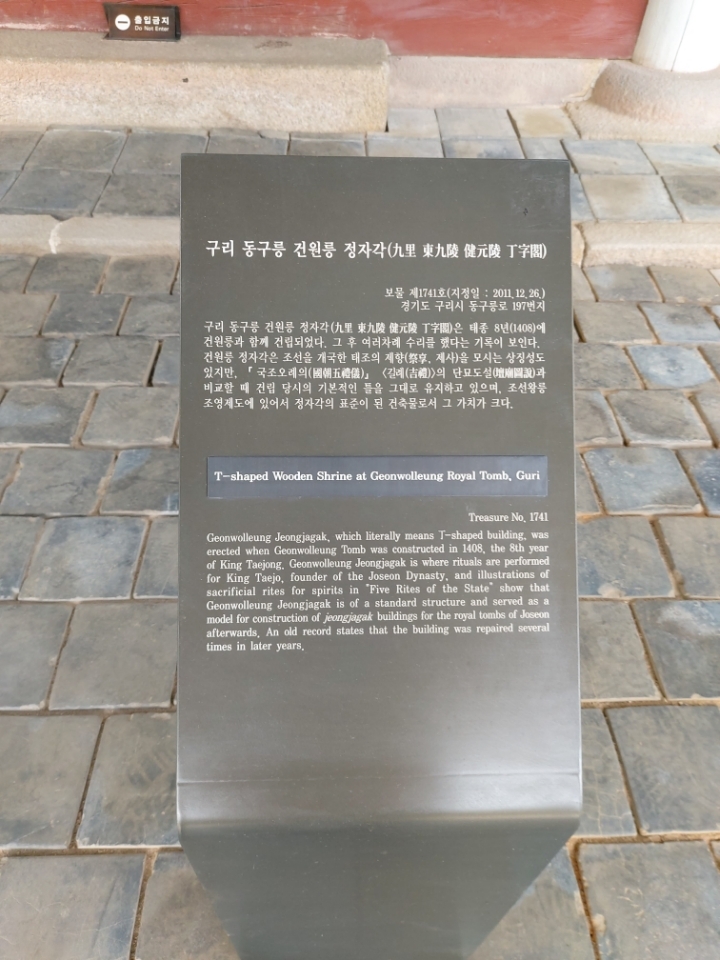 출입금지
Do Not Enter
구리 동구릉 건원릉 정자각(九里 東九陵 健元陵 丁字閣)
보물 제1741호(지정일 : 2011.12.26.)
경기도 구리시 동구릉로 197번지
구리 동구릉 건원릉 정자각(九里 東九陵 健元陵 丁字閣)은 태종 8년(1408)에
건원릉과 함께 건립되었다. 그 후 여러차례 수리를 했다는 기록이 보인다.
건원릉 정자각은 조선을 개국한 태조의 제향(祭享, 제사)을 모시는 상징성도
있지만, 『국조오례의(國朝五禮儀)』 〈길례(吉禮)〉의 단묘도설(壇廟圖說)과
비교할 때 건립 당시의 기본적인 틀을 그대로 유지하고 있으며, 조선왕릉
조영제도에 있어서 정자각의 표준이 된 건축물로서 그 가치가 크다.
T-shaped Wooden Shrine at Geonwolleung Royal Tomb, Guri
Treasure No. 1741
Geonwolleung Jeongjagak, which literally means T-shaped building, was
erected when Geonwolleung Tomb was constructed in 1408, the 8th year
of King Taejong. Geonwolleung Jeongjagak is where rituals are performed
for King Taejo, founder of the Joseon Dynasty, and illustrations of
sacrificial rites for spirits in "Five Rites of the State" show that
Geonwolleung Jeongjagak is of a standard structure and served as a
model for construction of jeongjagak buildings for the royal tombs of Joseon
afterwards. An old record states that the building was repaired several
times in later years.